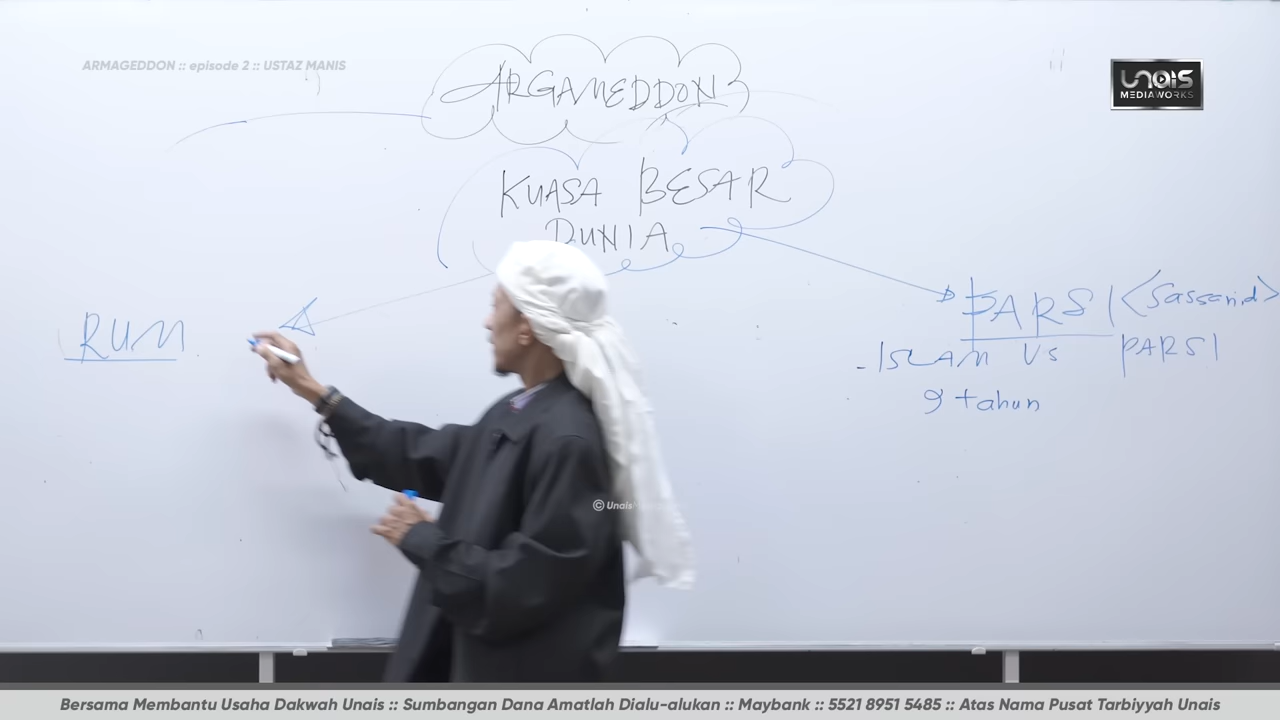 ARMAGEDDON :: episode 2 :: USTAZ MANIS
UNAIS
MEDIAWORKS
ARGAMEDDON
KUASA BESAR
DUNIA
RUM
PARSI <Sassanid>
- ISLAM Vs PARSI
9 tahun
© Unais
Bersama Membantu Usaha Dakwah Unais :: Sumbangan Dana Amatlah Dialu-alukan :: Maybank :: 5521 8951 5485 :: Atas Nama Pusat Tarbiyyah Unais